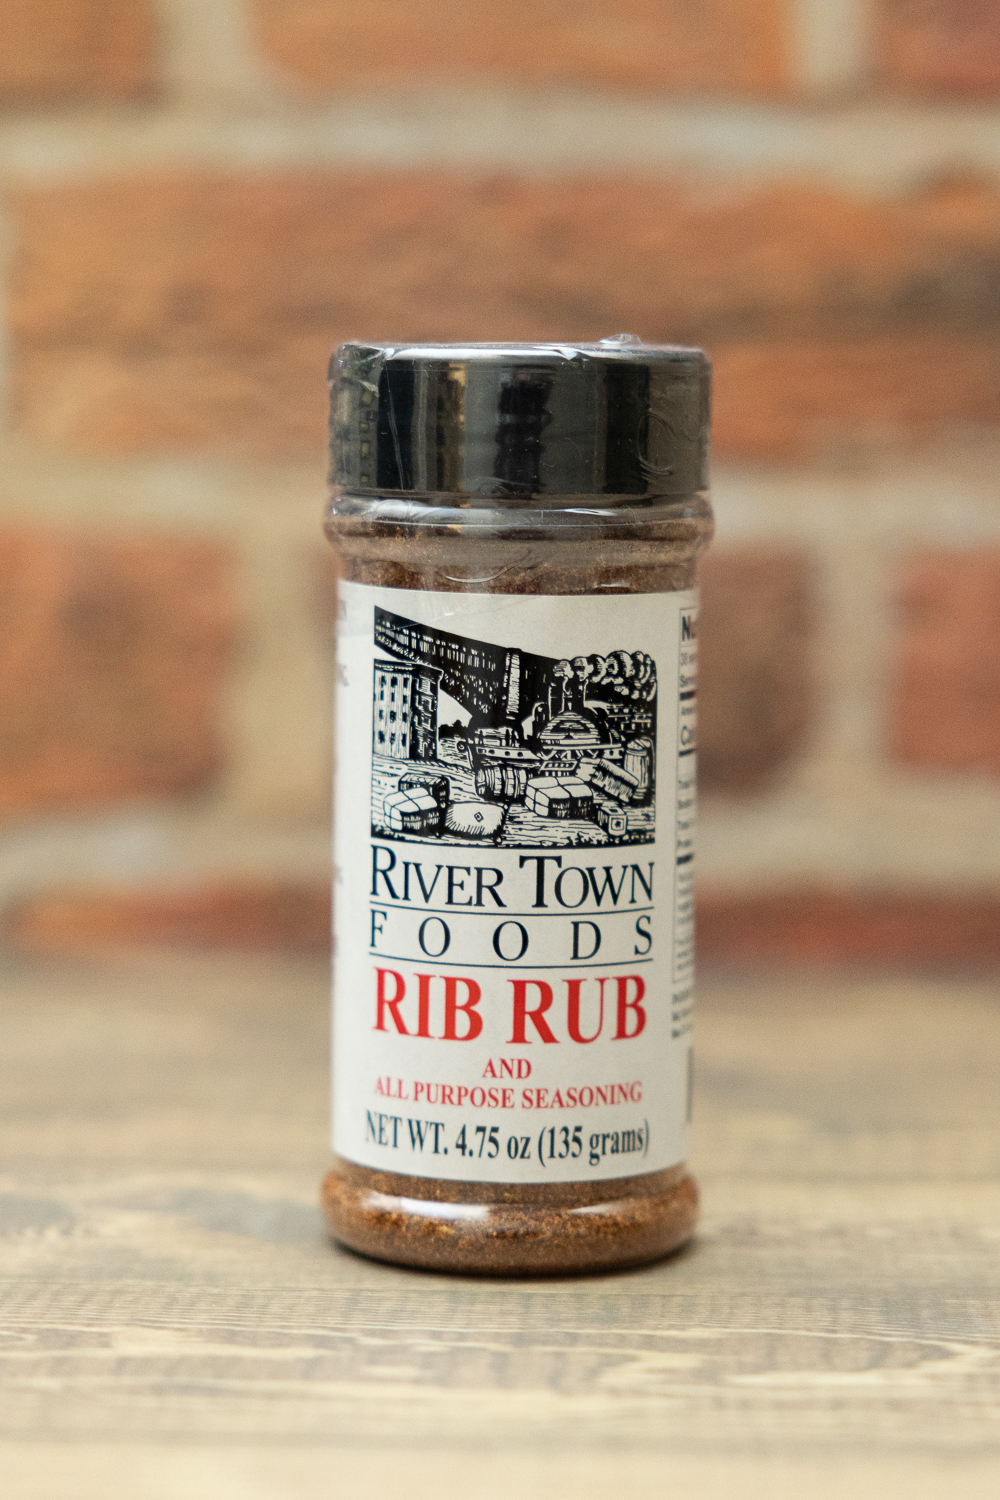 RIVER TOWN
FOODS
RIB RUB
AND
ALL PURPOSE SEASONING
NET WT. 4.75 oz (135 grams)